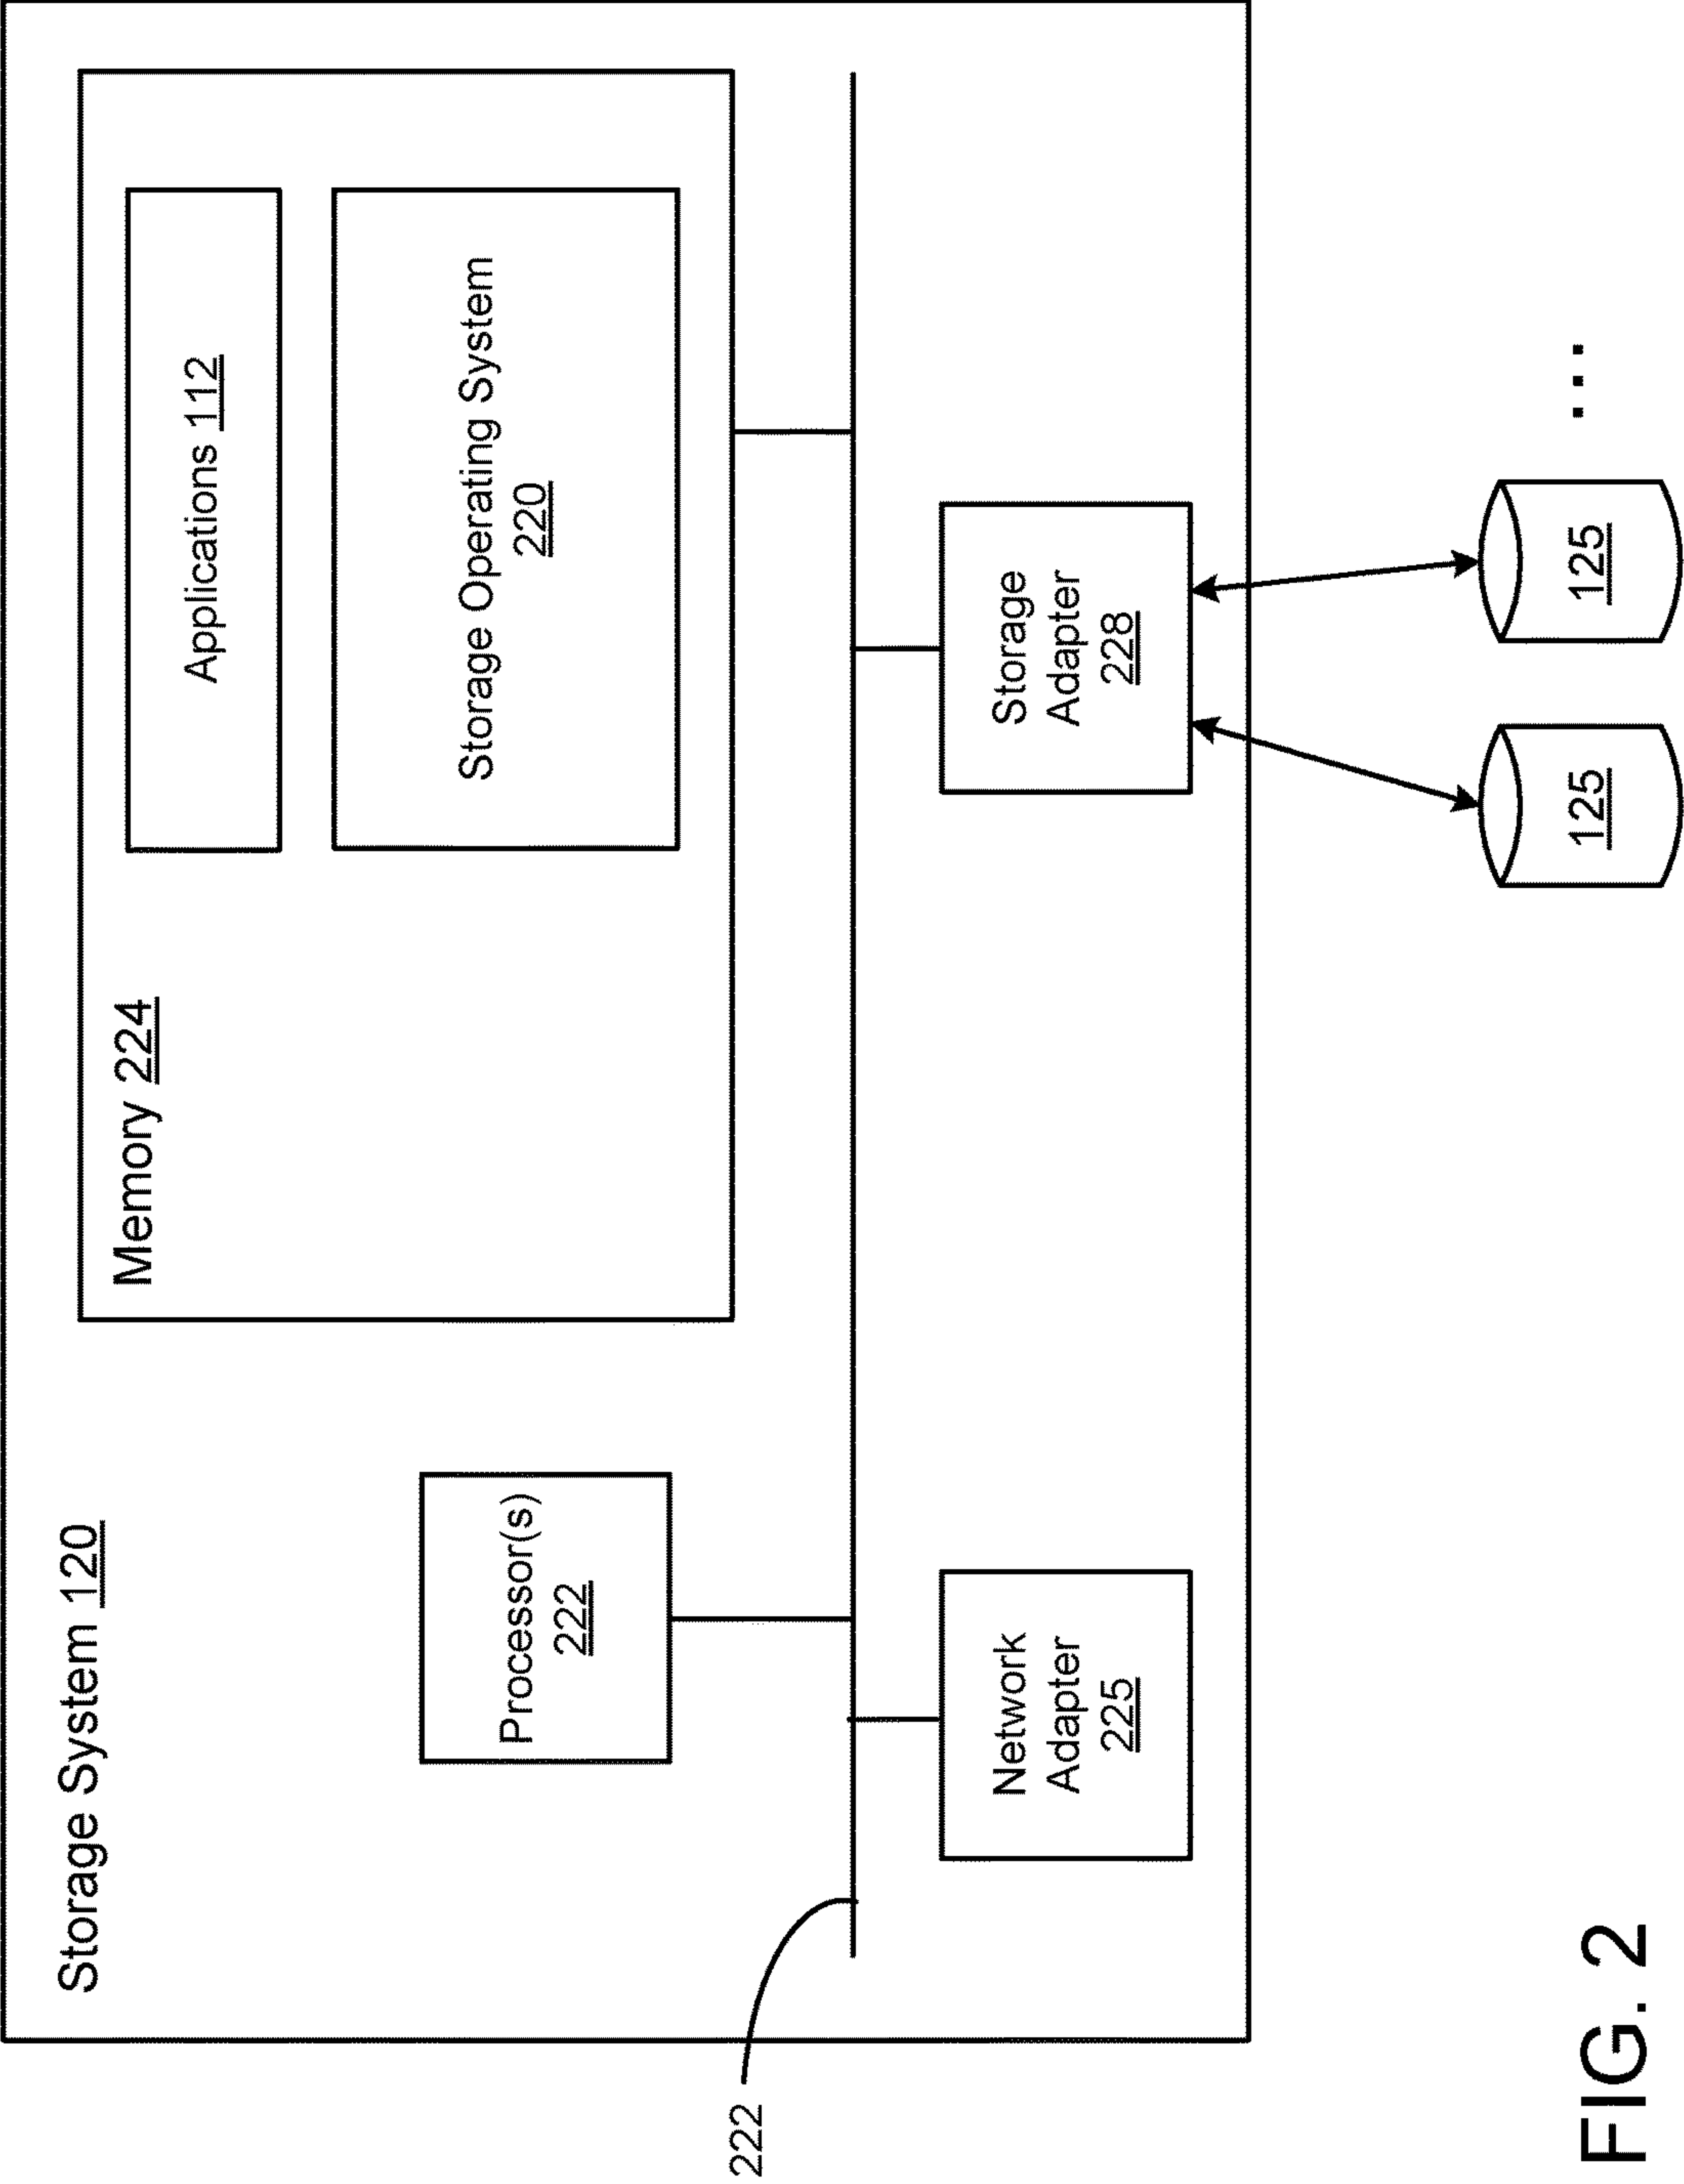 Storage System 120
Memory 224
Applications 112
Storage Operating System
220
Processor(s)
222
222
Network
Adapter
225
Storage
Adapter
228
125
125
...
FIG. 2